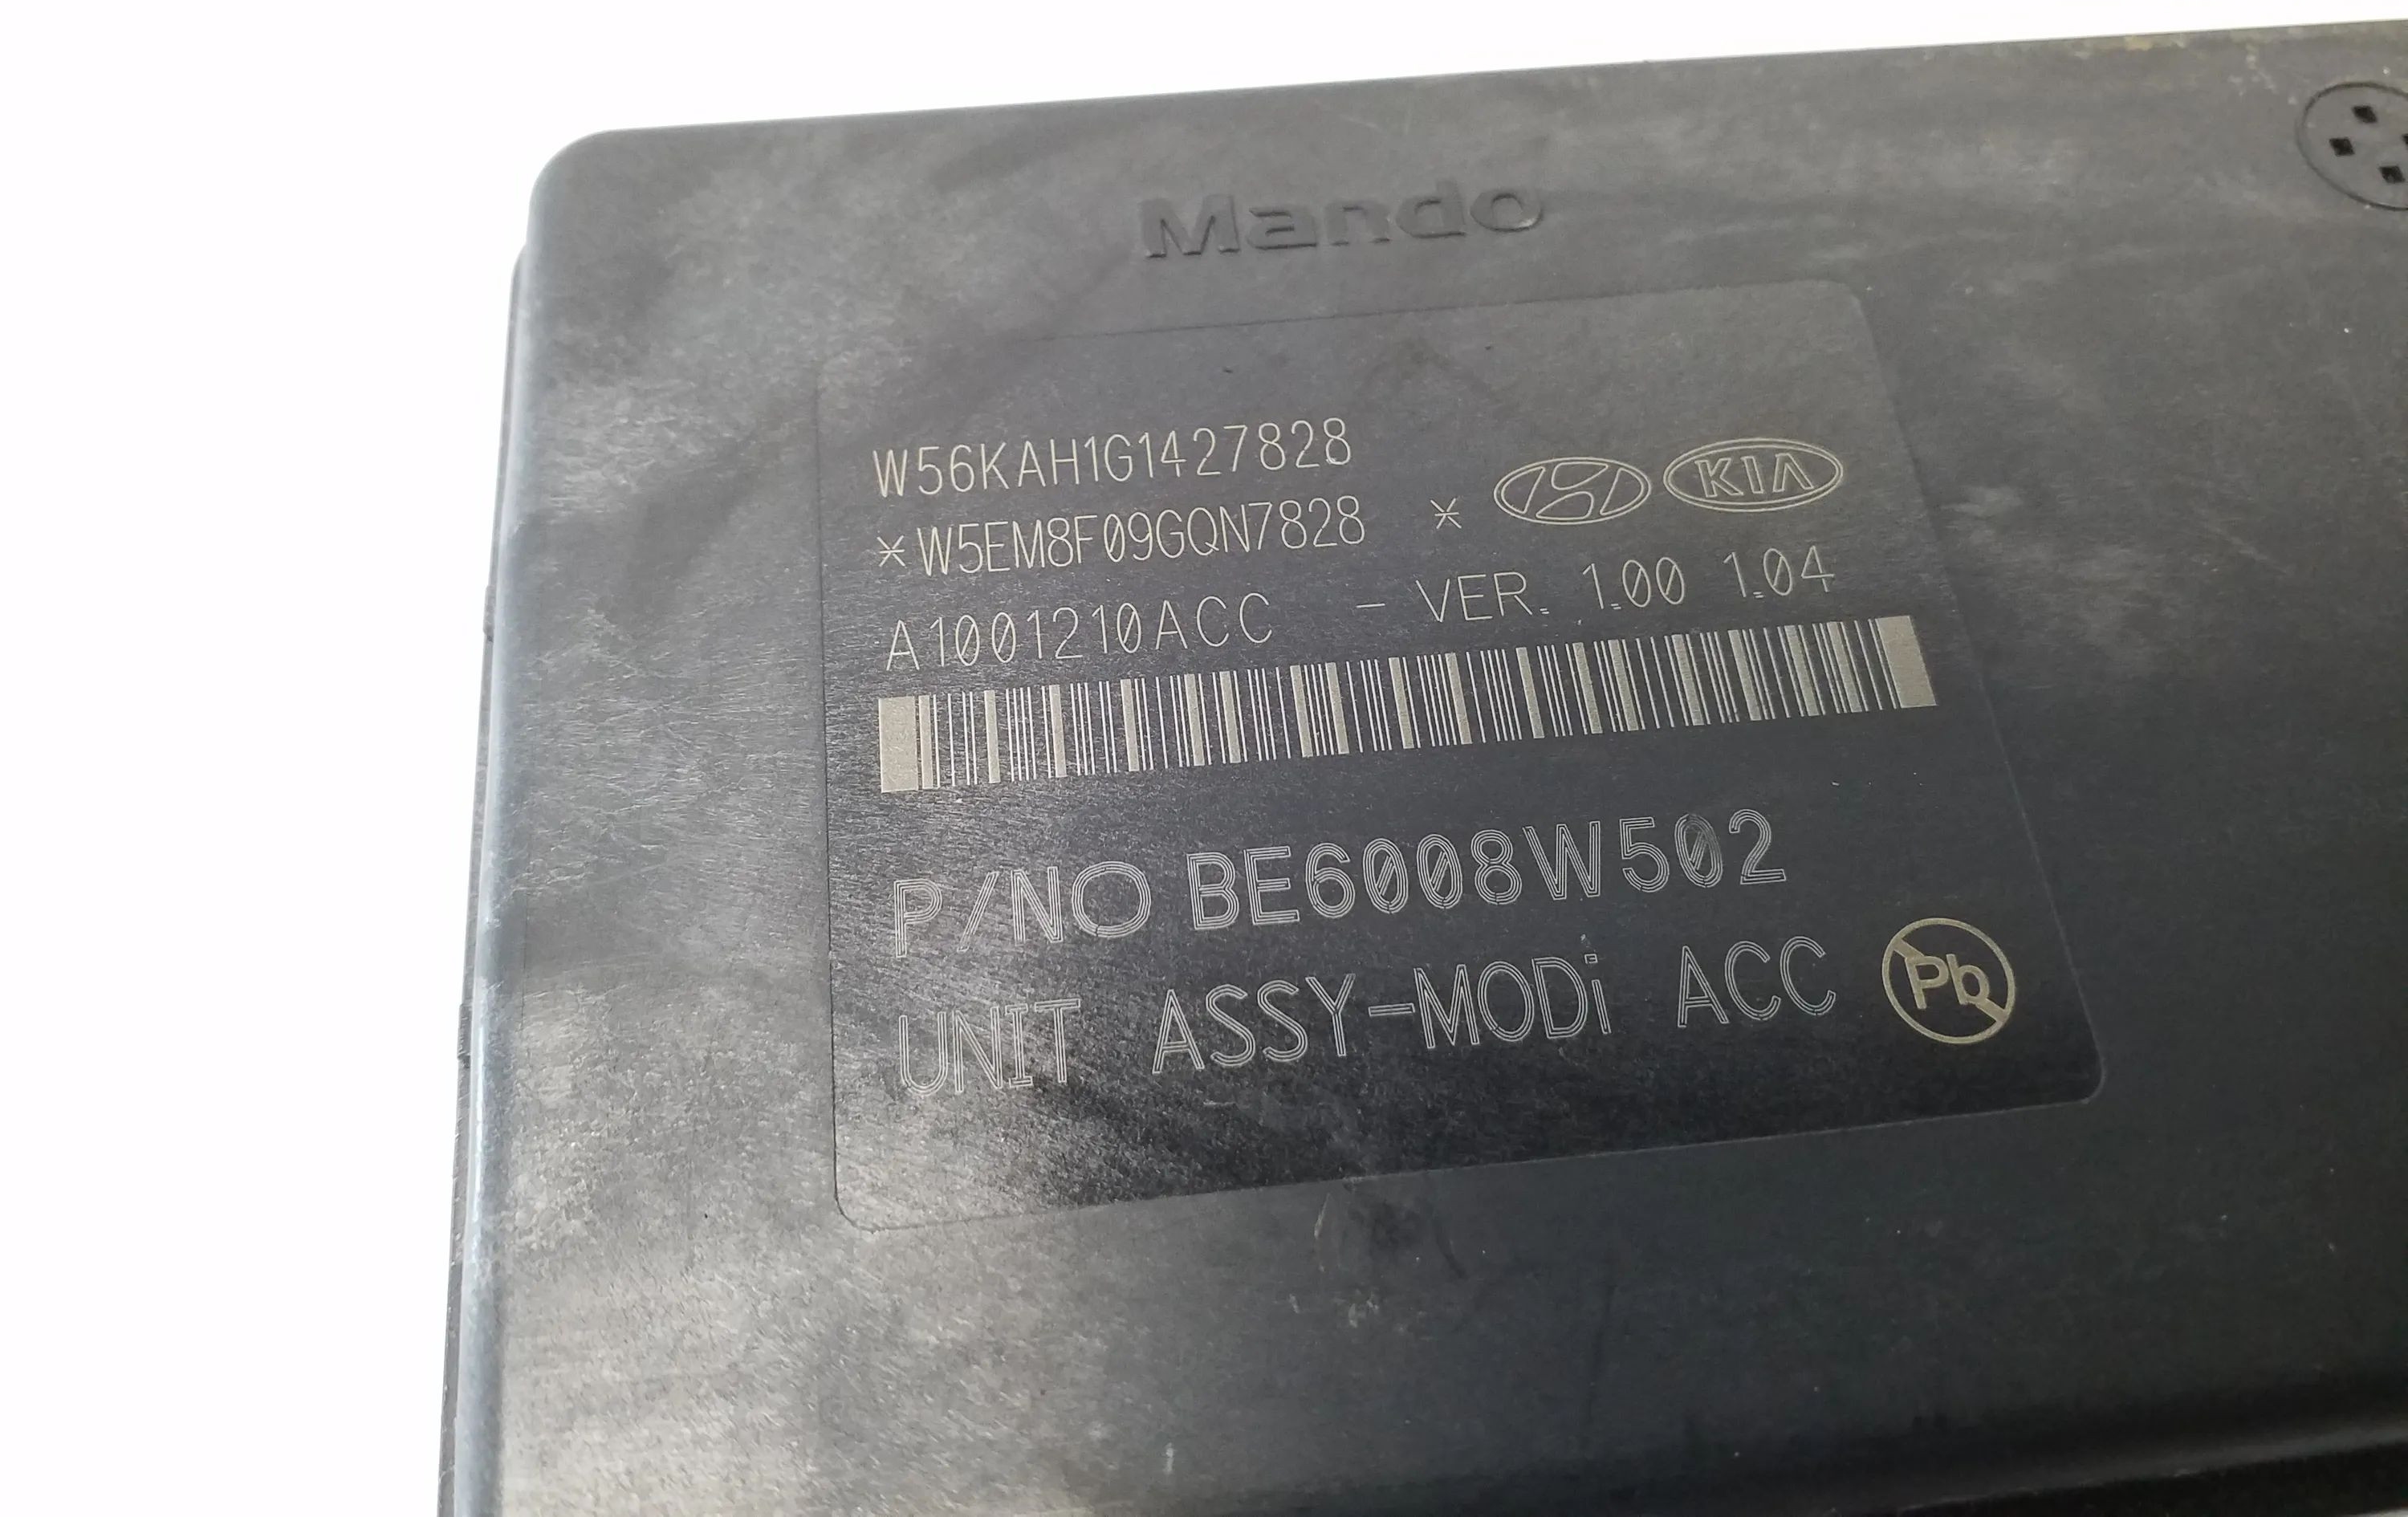 Mando
W56KAH1G1427828
*W5EM8F09GQN7828 * KIA
A1001210ACC - VER. 1.00 1.04
P/NO BE6008W502
UNIT ASSY-MODi ACC
Pb